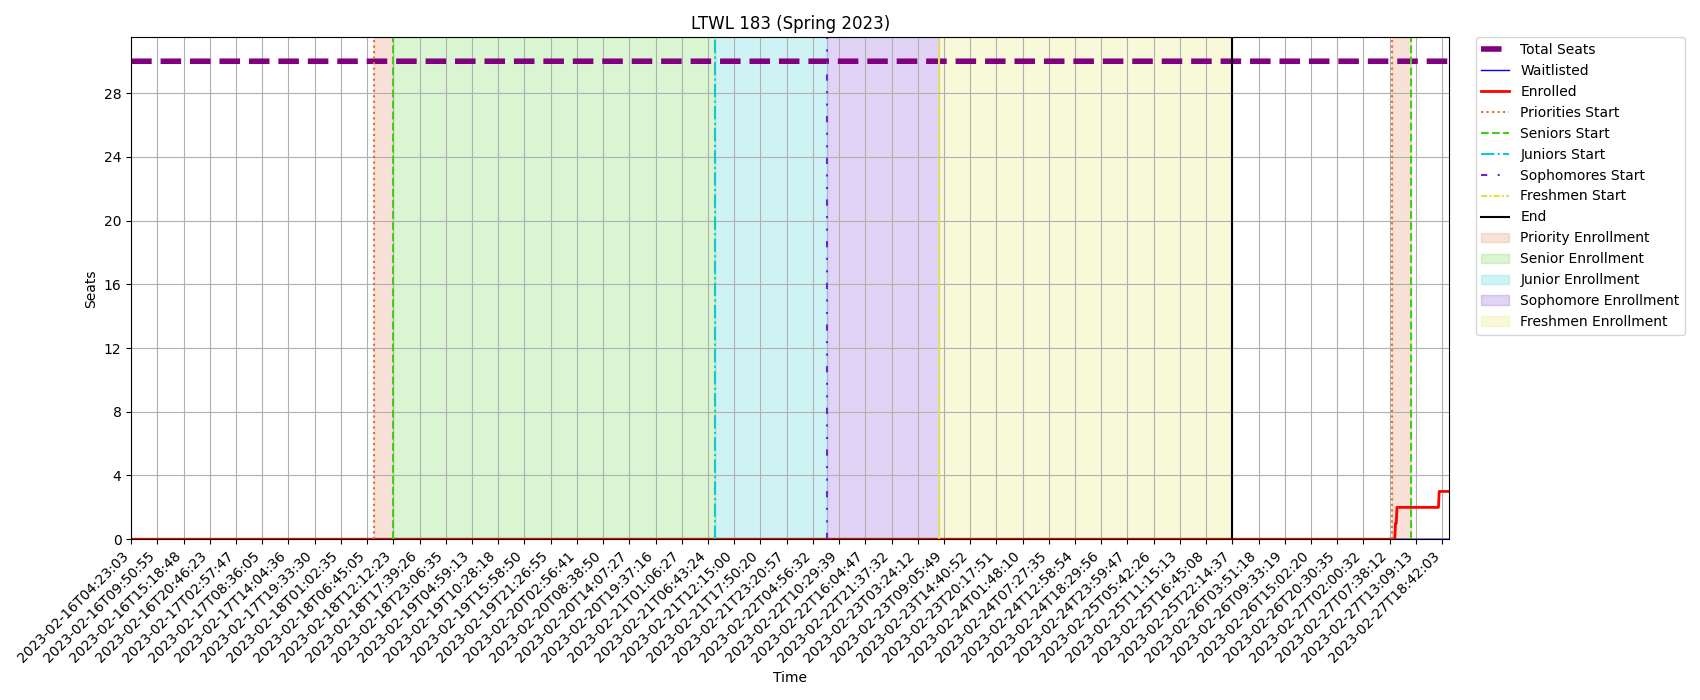 LTWL 183 (Spring 2023)
Total Seats
Waitlisted
Enrolled
Priorities Start
Seniors Start
Juniors Start
Sophomores Start
Freshmen Start
End
Priority Enrollment
Senior Enrollment
Junior Enrollment
Sophomore Enrollment
Freshmen Enrollment
28
24
20
16
12
8
4
0
Seats
2023-02-16T04:23:03
2023-02-16T09:50:55
2023-02-16T15:18:48
2023-02-16T20:46:23
2023-02-17T02:57:47
2023-02-17T08:36:05
2023-02-17T14:04:36
2023-02-17T19:33:30
2023-02-18T01:02:35
2023-02-18T06:45:05
2023-02-18T12:12:23
2023-02-18T17:39:26
2023-02-18T23:06:35
2023-02-19T04:59:13
2023-02-19T10:28:18
2023-02-19T15:58:50
2023-02-19T21:26:55
2023-02-20T02:56:41
2023-02-20T08:38:50
2023-02-20T14:07:27
2023-02-20T19:37:16
2023-02-21T01:06:27
2023-02-21T06:43:24
2023-02-21T12:15:00
2023-02-21T17:50:20
2023-02-21T23:20:57
2023-02-22T04:56:32
2023-02-22T10:29:39
2023-02-22T16:04:47
2023-02-22T21:37:32
2023-02-23T03:24:12
2023-02-23T09:05:49
2023-02-23T14:40:52
2023-02-23T20:17:51
2023-02-24T01:48:10
2023-02-24T07:27:35
2023-02-24T12:58:54
2023-02-24T18:29:56
2023-02-24T23:59:47
2023-02-25T05:42:26
2023-02-25T11:15:13
2023-02-25T16:45:08
2023-02-25T22:14:37
2023-02-26T03:51:18
2023-02-26T09:33:19
2023-02-26T15:02:20
2023-02-26T20:30:35
2023-02-27T02:00:32
2023-02-27T07:38:12
2023-02-27T13:09:13
2023-02-27T18:42:03
Time